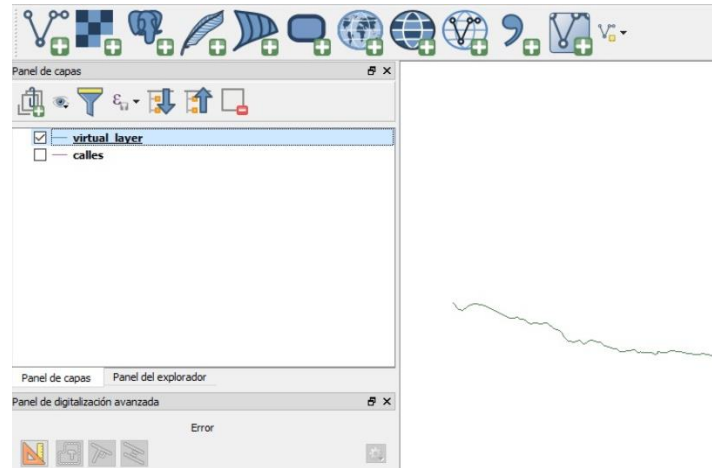 Panel de capas
virtual_layer
calles
Panel de capas Panel del explorador
Panel de digitalización avanzada
Error